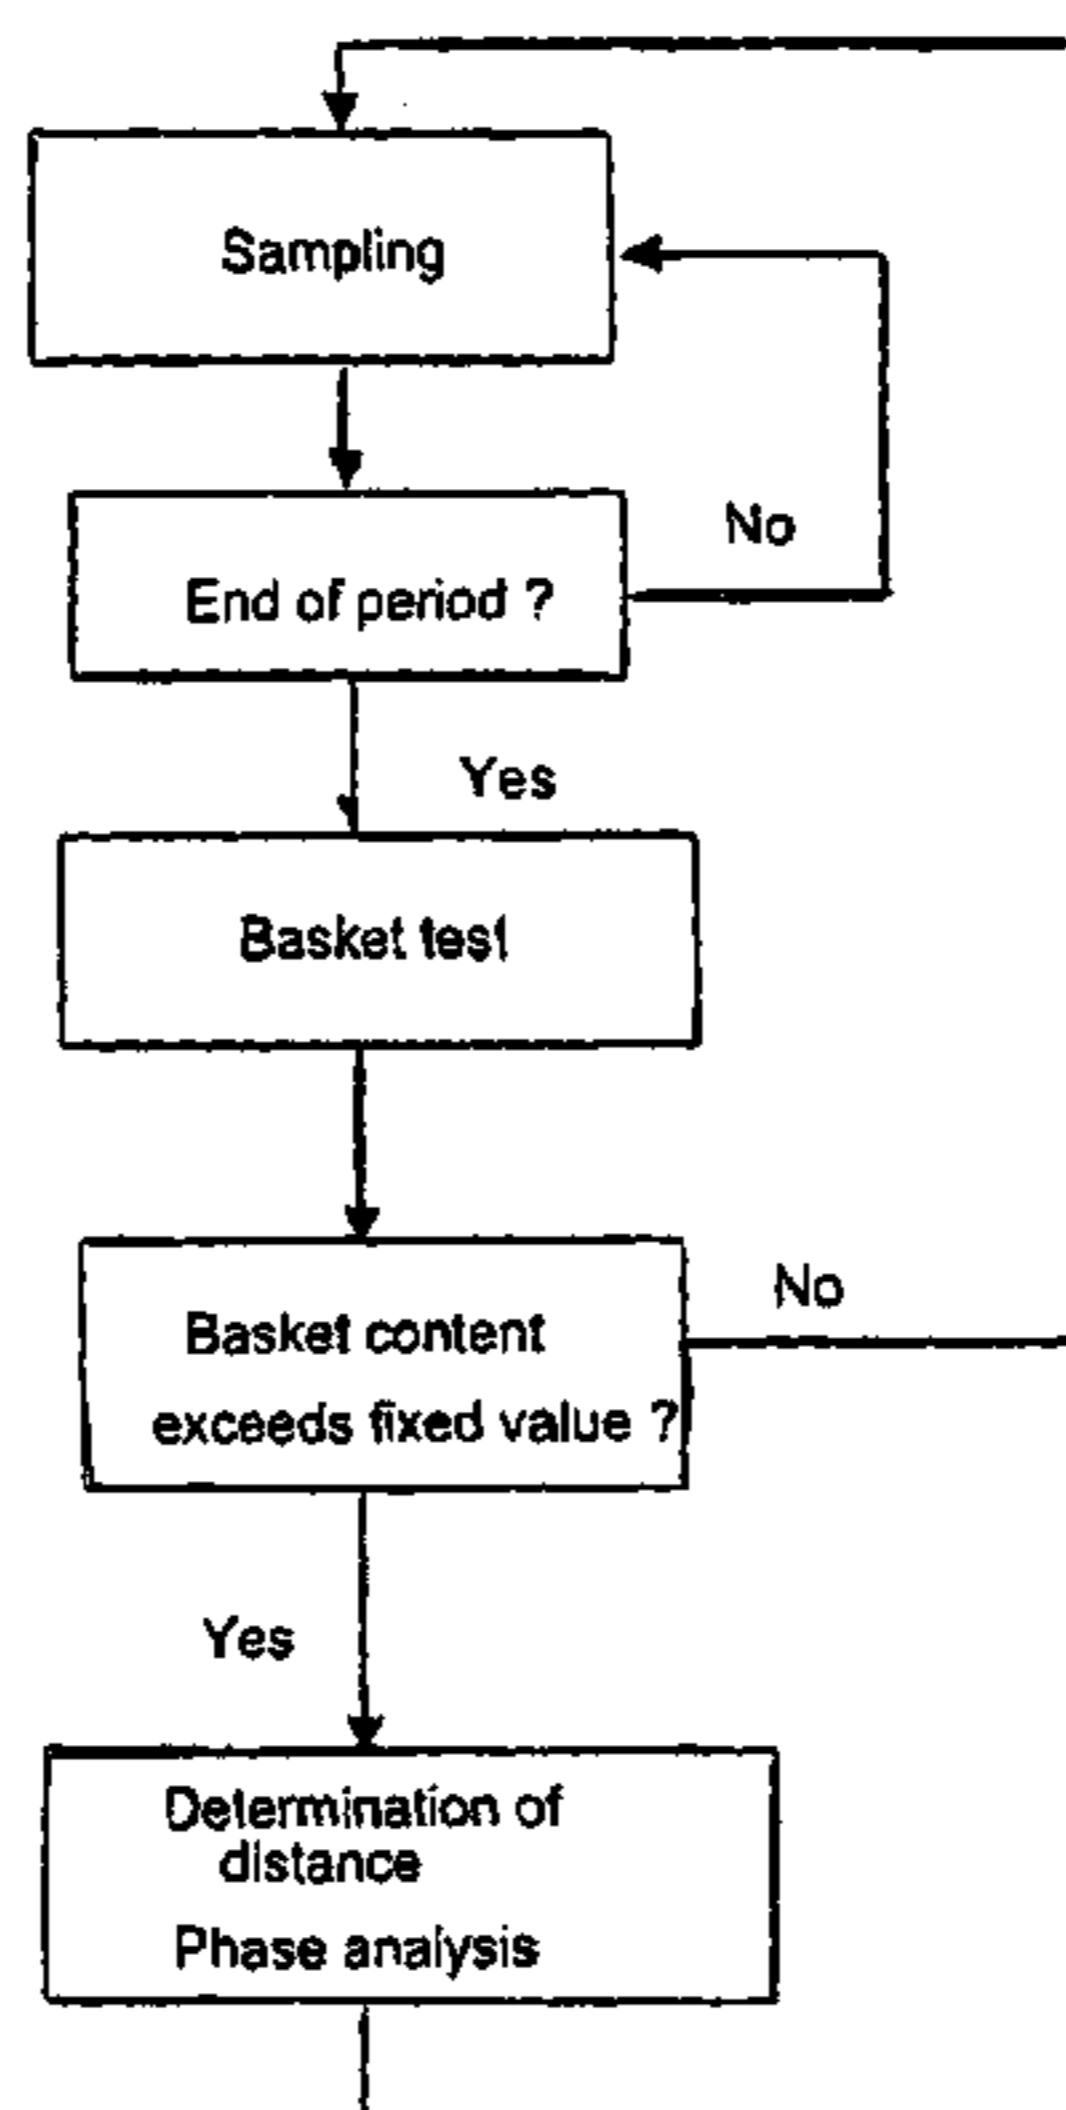 Sampling
No
End of period ?
Yes
Basket test
No
Basket content
exceeds fixed value ?
Yes
Determination of
distance
Phase analysis